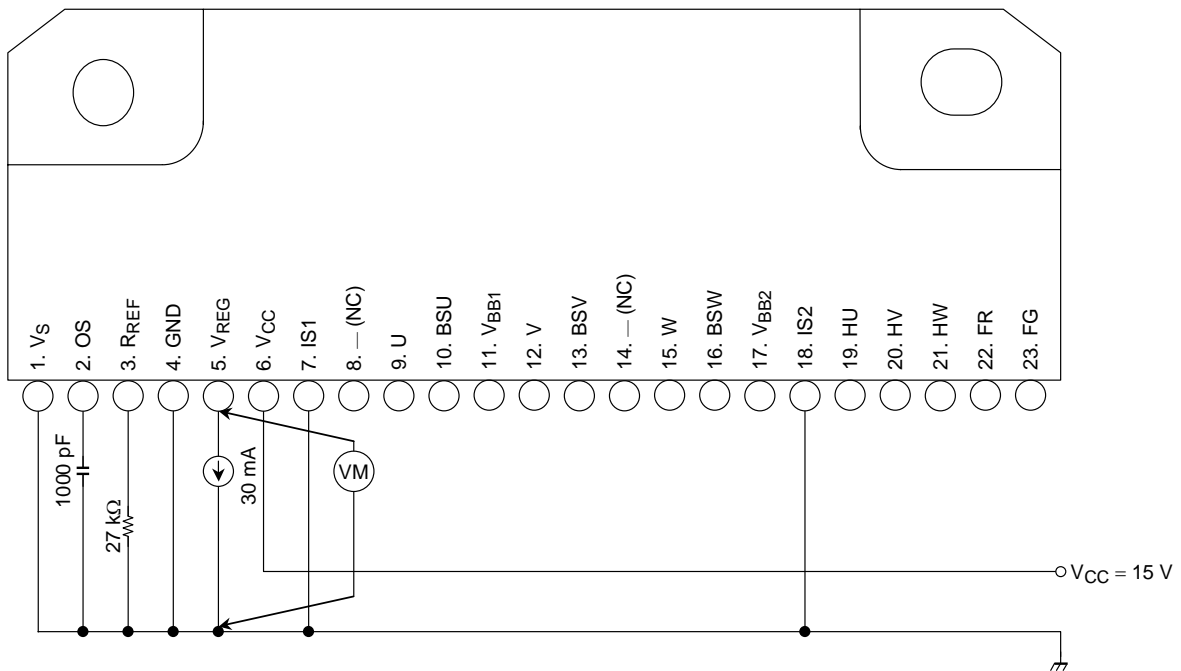 1. VS
2. OS
3. RREF
4. GND
5. VREG
6. VCC
7. IS1
8. — (NC)
9. U
10. BSU
11. VBB1
12. V
13. BSV
14. — (NC)
15. W
16. BSW
17. VBB2
18. IS2
19. HU
20. HV
21. HW
22. FR
23. FG
1000 pF
27 kΩ
30 mA
VM
VCC = 15 V